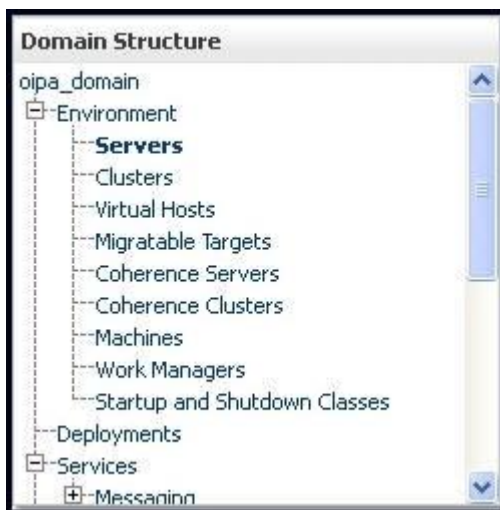 Domain Structure
oipa_domain
Environment
Servers
Clusters
Virtual Hosts
Migratable Targets
Coherence Servers
Coherence Clusters
Machines
Work Managers
Startup and Shutdown Classes
Deployments
Services
Messaging